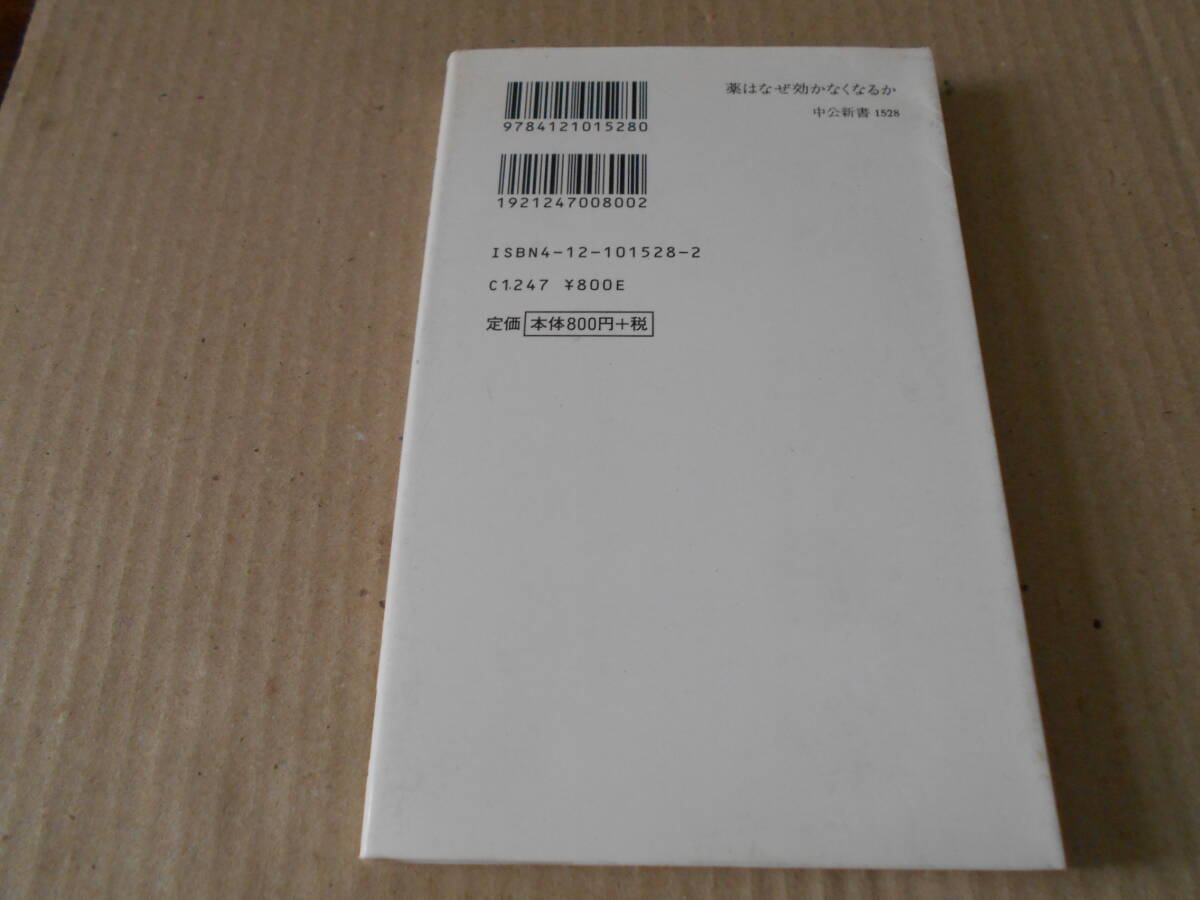 薬はなぜ効かなくなるか
中公新書 1528
9784121015280
1921247008002
ISBN4-12-101528-2
C1247 ¥800E
定価 本体800円+税